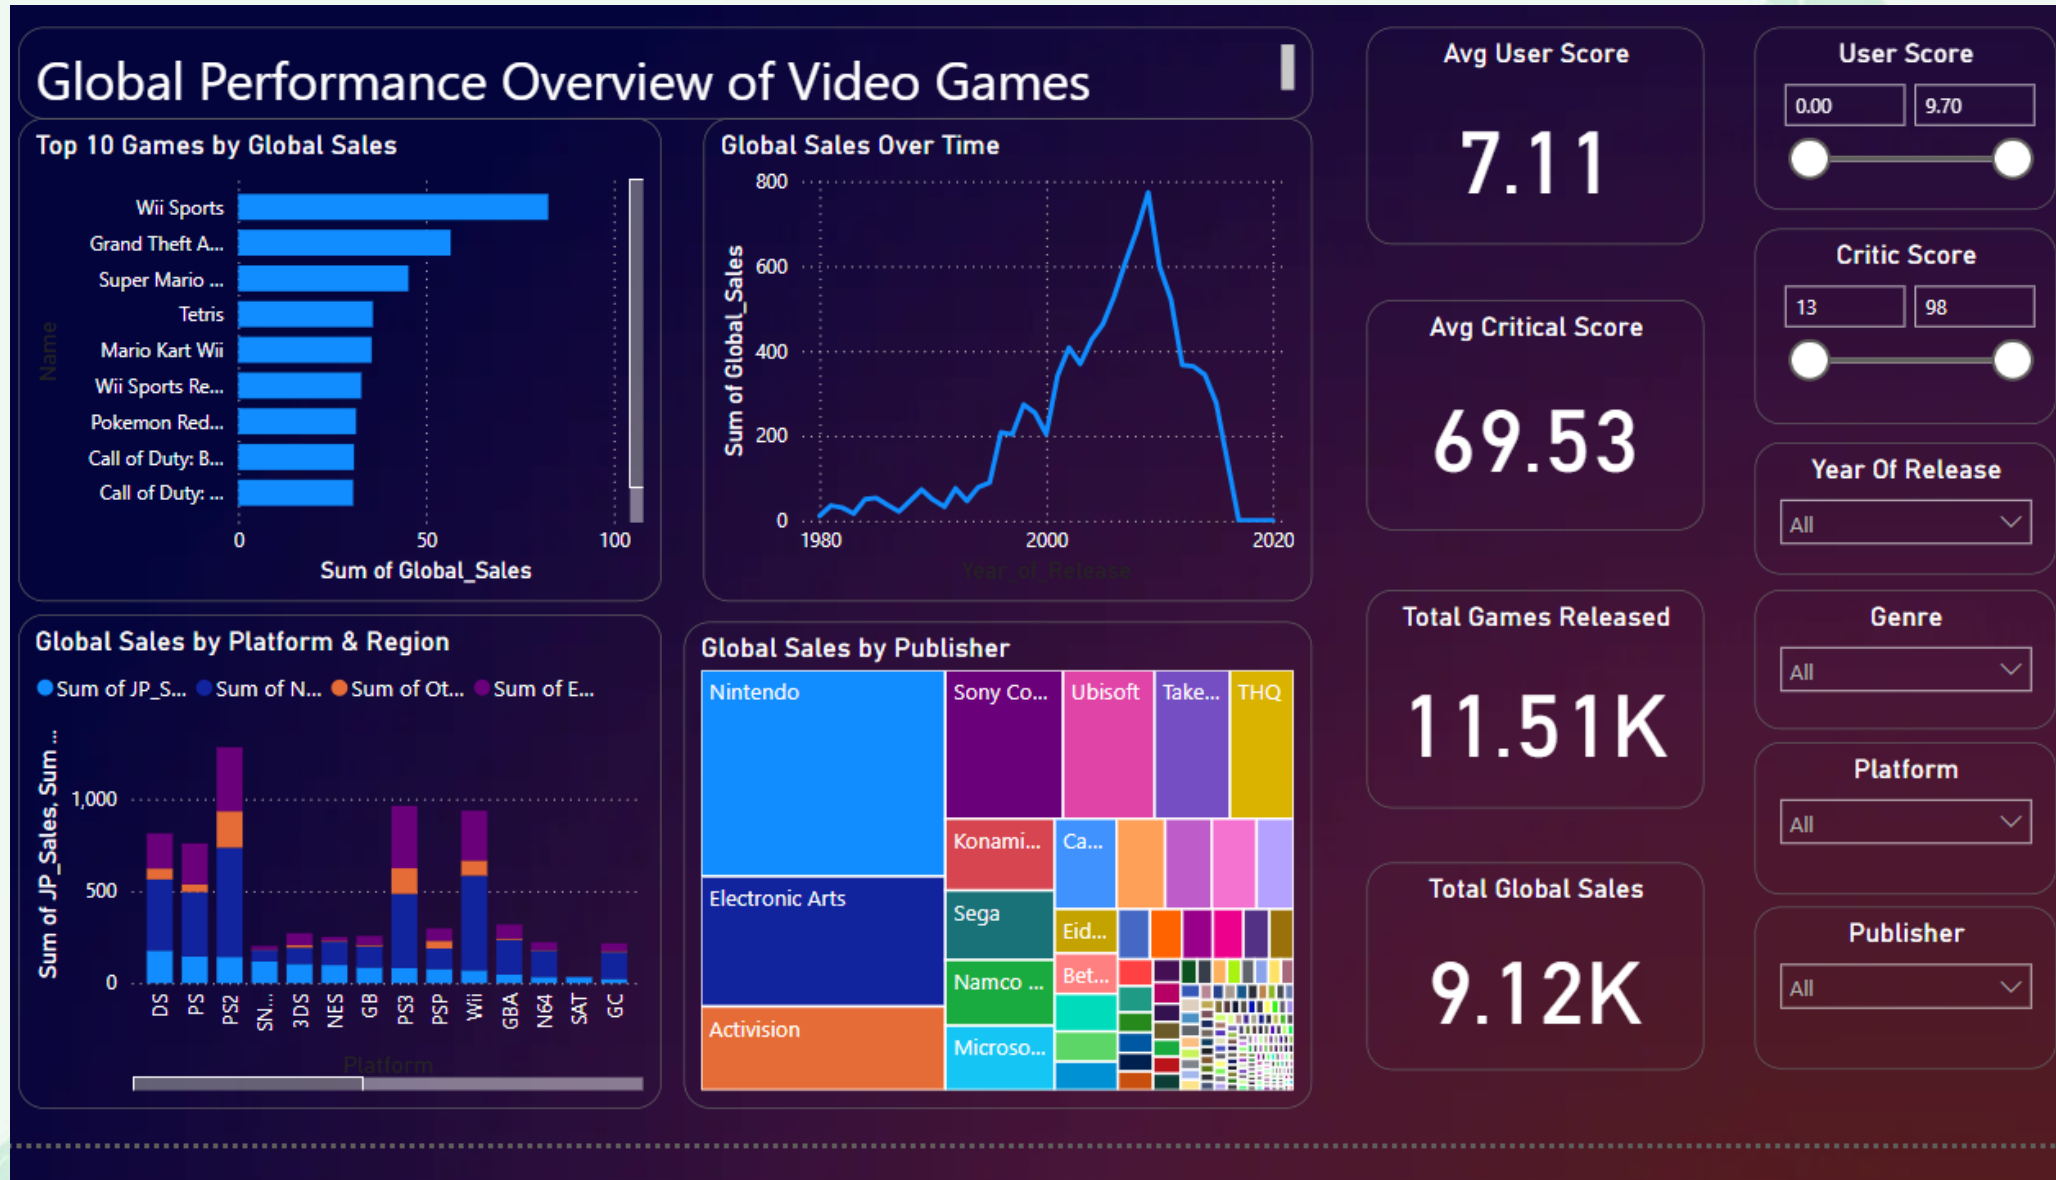 Global Performance Overview of Video Games
Top 10 Games by Global Sales
Name
Wii Sports
Grand Theft A...
Super Mario ...
Tetris
Mario Kart Wii
Wii Sports Re...
Pokemon Red...
Call of Duty: B...
Call of Duty: ...
0
50
100
Sum of Global_Sales
Global Sales Over Time
Sum of Global_Sales
800
600
400
200
0
1980
2000
2020
Year_of_Release
Global Sales by Platform & Region
Sum of JP_S...
Sum of N...
Sum of Ot...
Sum of E...
Sum of JP_Sales, Sum ...
1,000
500
0
DS
PS
PS2
SN...
3DS
NES
GB
PS3
PSP
Wii
GBA
N64
SAT
GC
Platform
Global Sales by Publisher
Nintendo
Electronic Arts
Activision
Sony Co...
Ubisoft
Take...
THQ
Konami...
Ca...
Sega
Eid...
Namco ...
Bet...
Microso...
Avg User Score
7.11
Avg Critical Score
69.53
Total Games Released
11.51K
Total Global Sales
9.12K
User Score
0.00
9.70
Critic Score
13
98
Year Of Release
All
Genre
All
Platform
All
Publisher
All